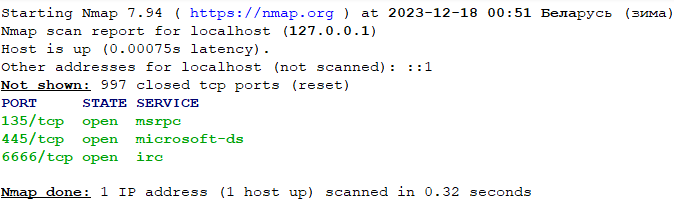 Starting Nmap 7.94 ( https://nmap.org ) at 2023-12-18 00:51 Беларусь (зима)
Nmap scan report for localhost (127.0.0.1)
Host is up (0.00075s latency).
Other addresses for localhost (not scanned): ::1
Not shown: 997 closed tcp ports (reset)
PORT     STATE SERVICE
135/tcp  open  msrpc
445/tcp  open  microsoft-ds
6666/tcp open  irc
Nmap done: 1 IP address (1 host up) scanned in 0.32 seconds